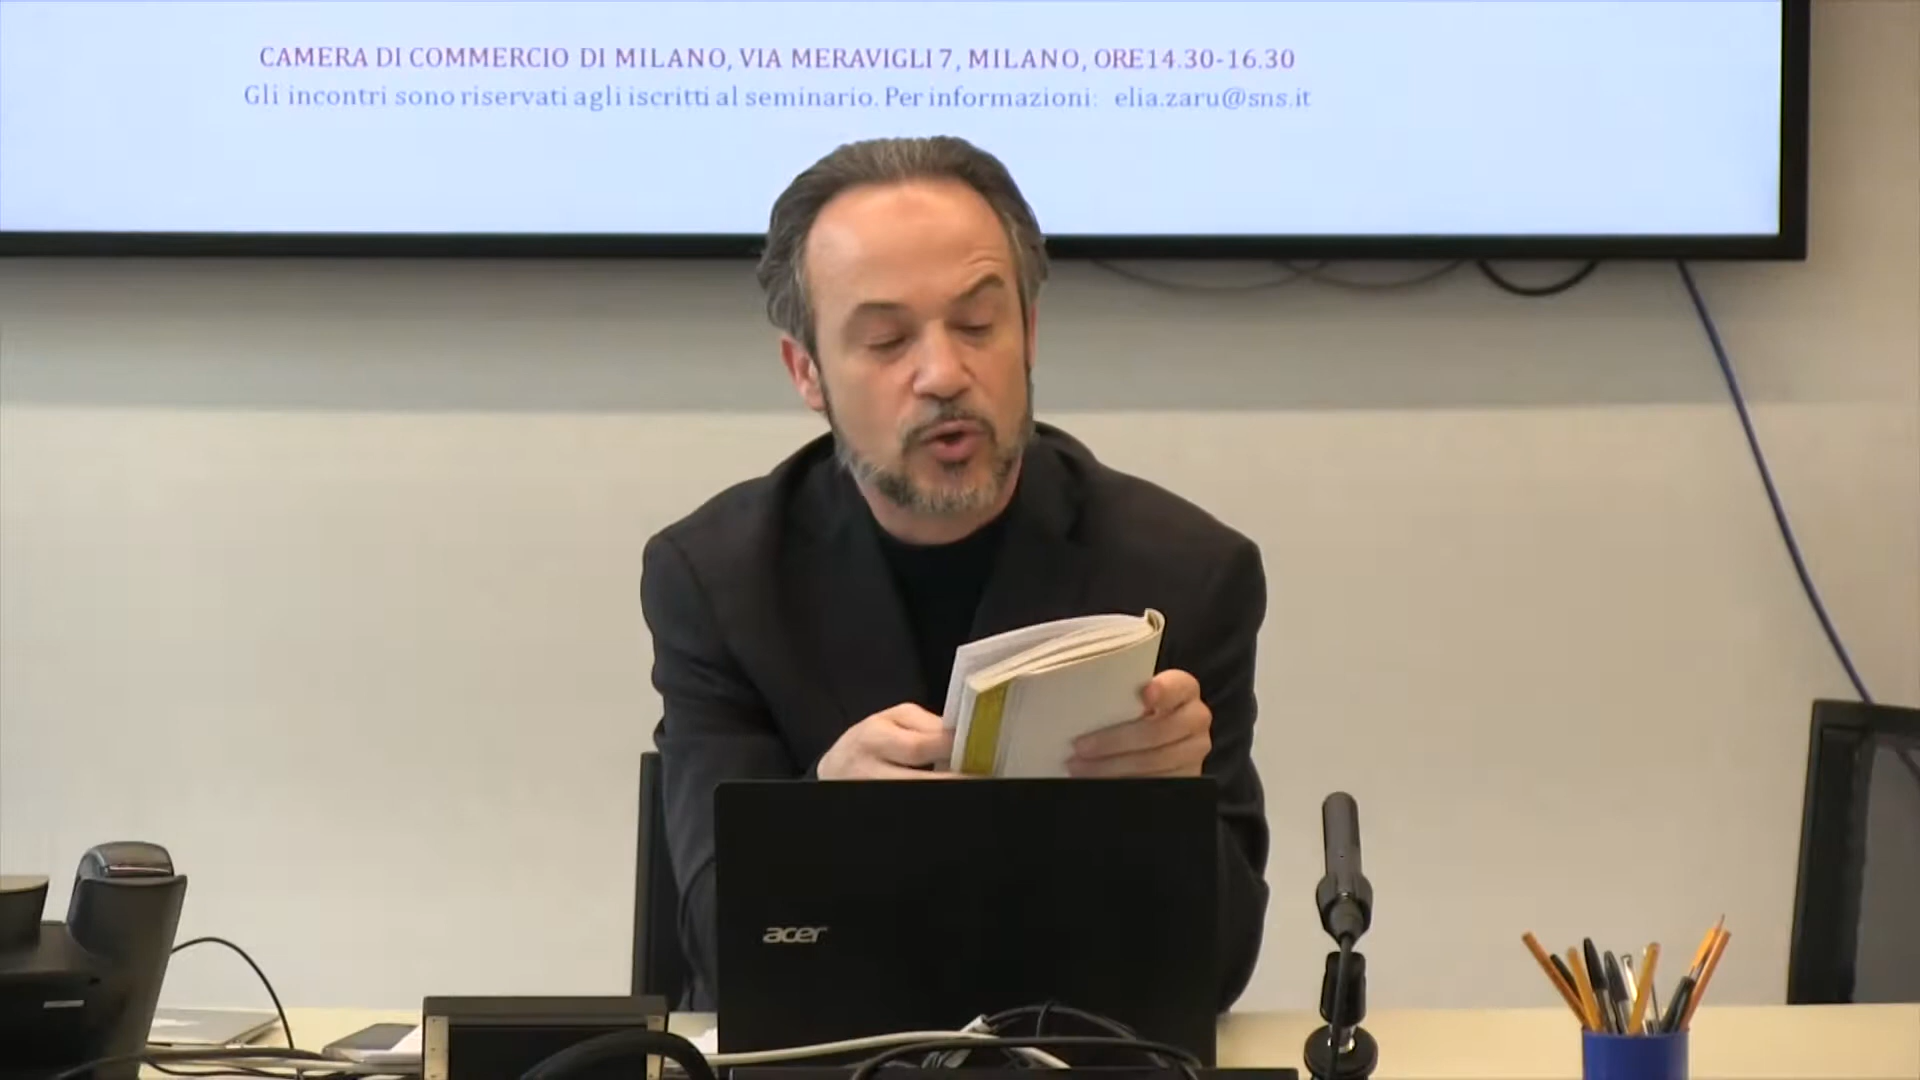 CAMERA DI COMMERCIO DI MILANO, VIA MERAVIGLI 7, MILANO, ORE14.30-16.30
Gli incontri sono riservati agli iscritti al seminario. Per informazioni: elia.zaru@sns.it
acer